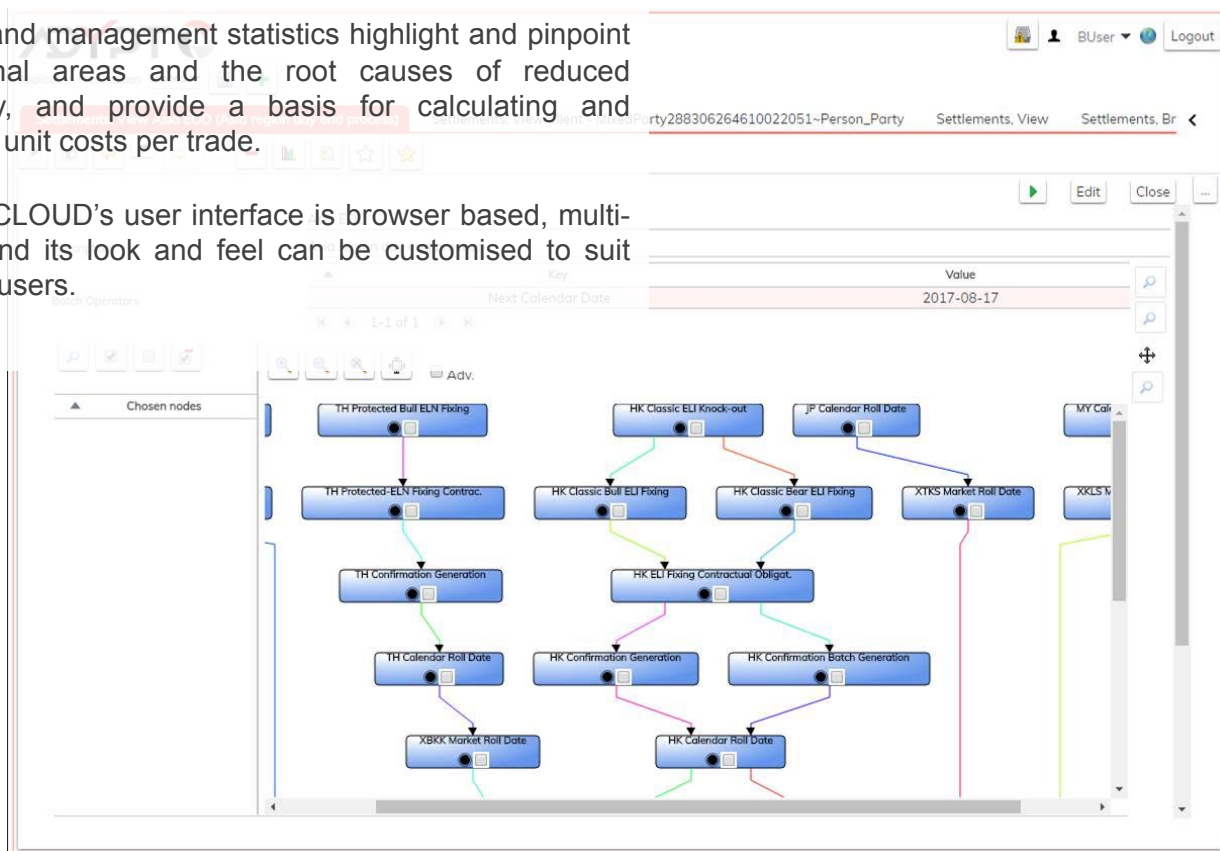 and management statistics highlight and pinpoint
nal areas and the root causes of reduced
y, and provide a basis for calculating and
unit costs per trade.
CLOUD’s user interface is browser based, multi-
nd its look and feel can be customised to suit
users.
BUser
Logout
rty288306264610022051~Person_Party
Settlements, View
Settlements, Br
Edit
Close
...
Key
Value
Batch Operators
Next Calendar Date
2017-08-17
1-1 of 1
Adv.
Chosen nodes
TH Protected Bull ELN Fixing
HK Classic ELI Knock-out
JP Calendar Roll Date
MY Cale
TH Protected-ELN Fixing Contrac.
HK Classic Bull ELI Fixing
HK Classic Bear ELI Fixing
XTKS Market Roll Date
XKLS M
TH Confirmation Generation
HK ELI Fixing Contractual Obligat.
TH Calendar Roll Date
HK Confirmation Generation
HK Confirmation Batch Generation
XBKK Market Roll Date
HK Calendar Roll Date